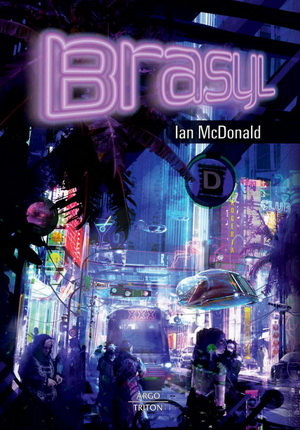 Brasyl
Ian McDonald
D
ARGO
TRITON